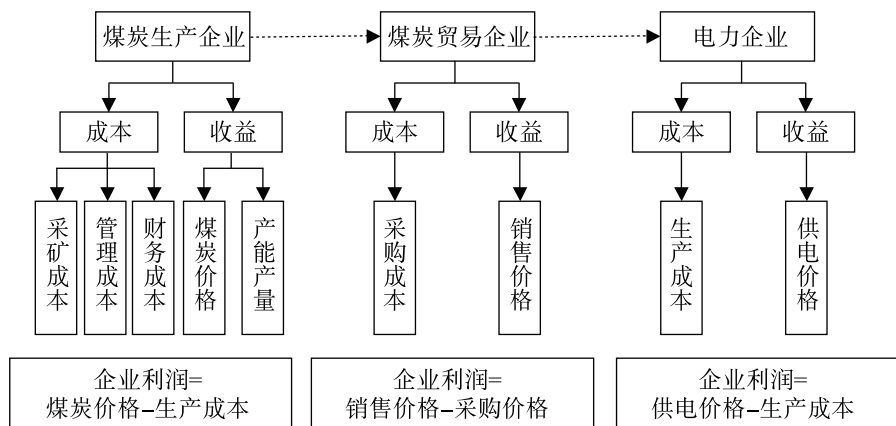 煤炭生产企业
煤炭贸易企业
电力企业
成本
收益
成本
收益
成本
收益
采矿成本
管理成本
财务成本
煤炭价格
产能产量
采购成本
销售价格
生产成本
供电价格
企业利润=
煤炭价格–生产成本
企业利润=
销售价格–采购价格
企业利润=
供电价格–生产成本